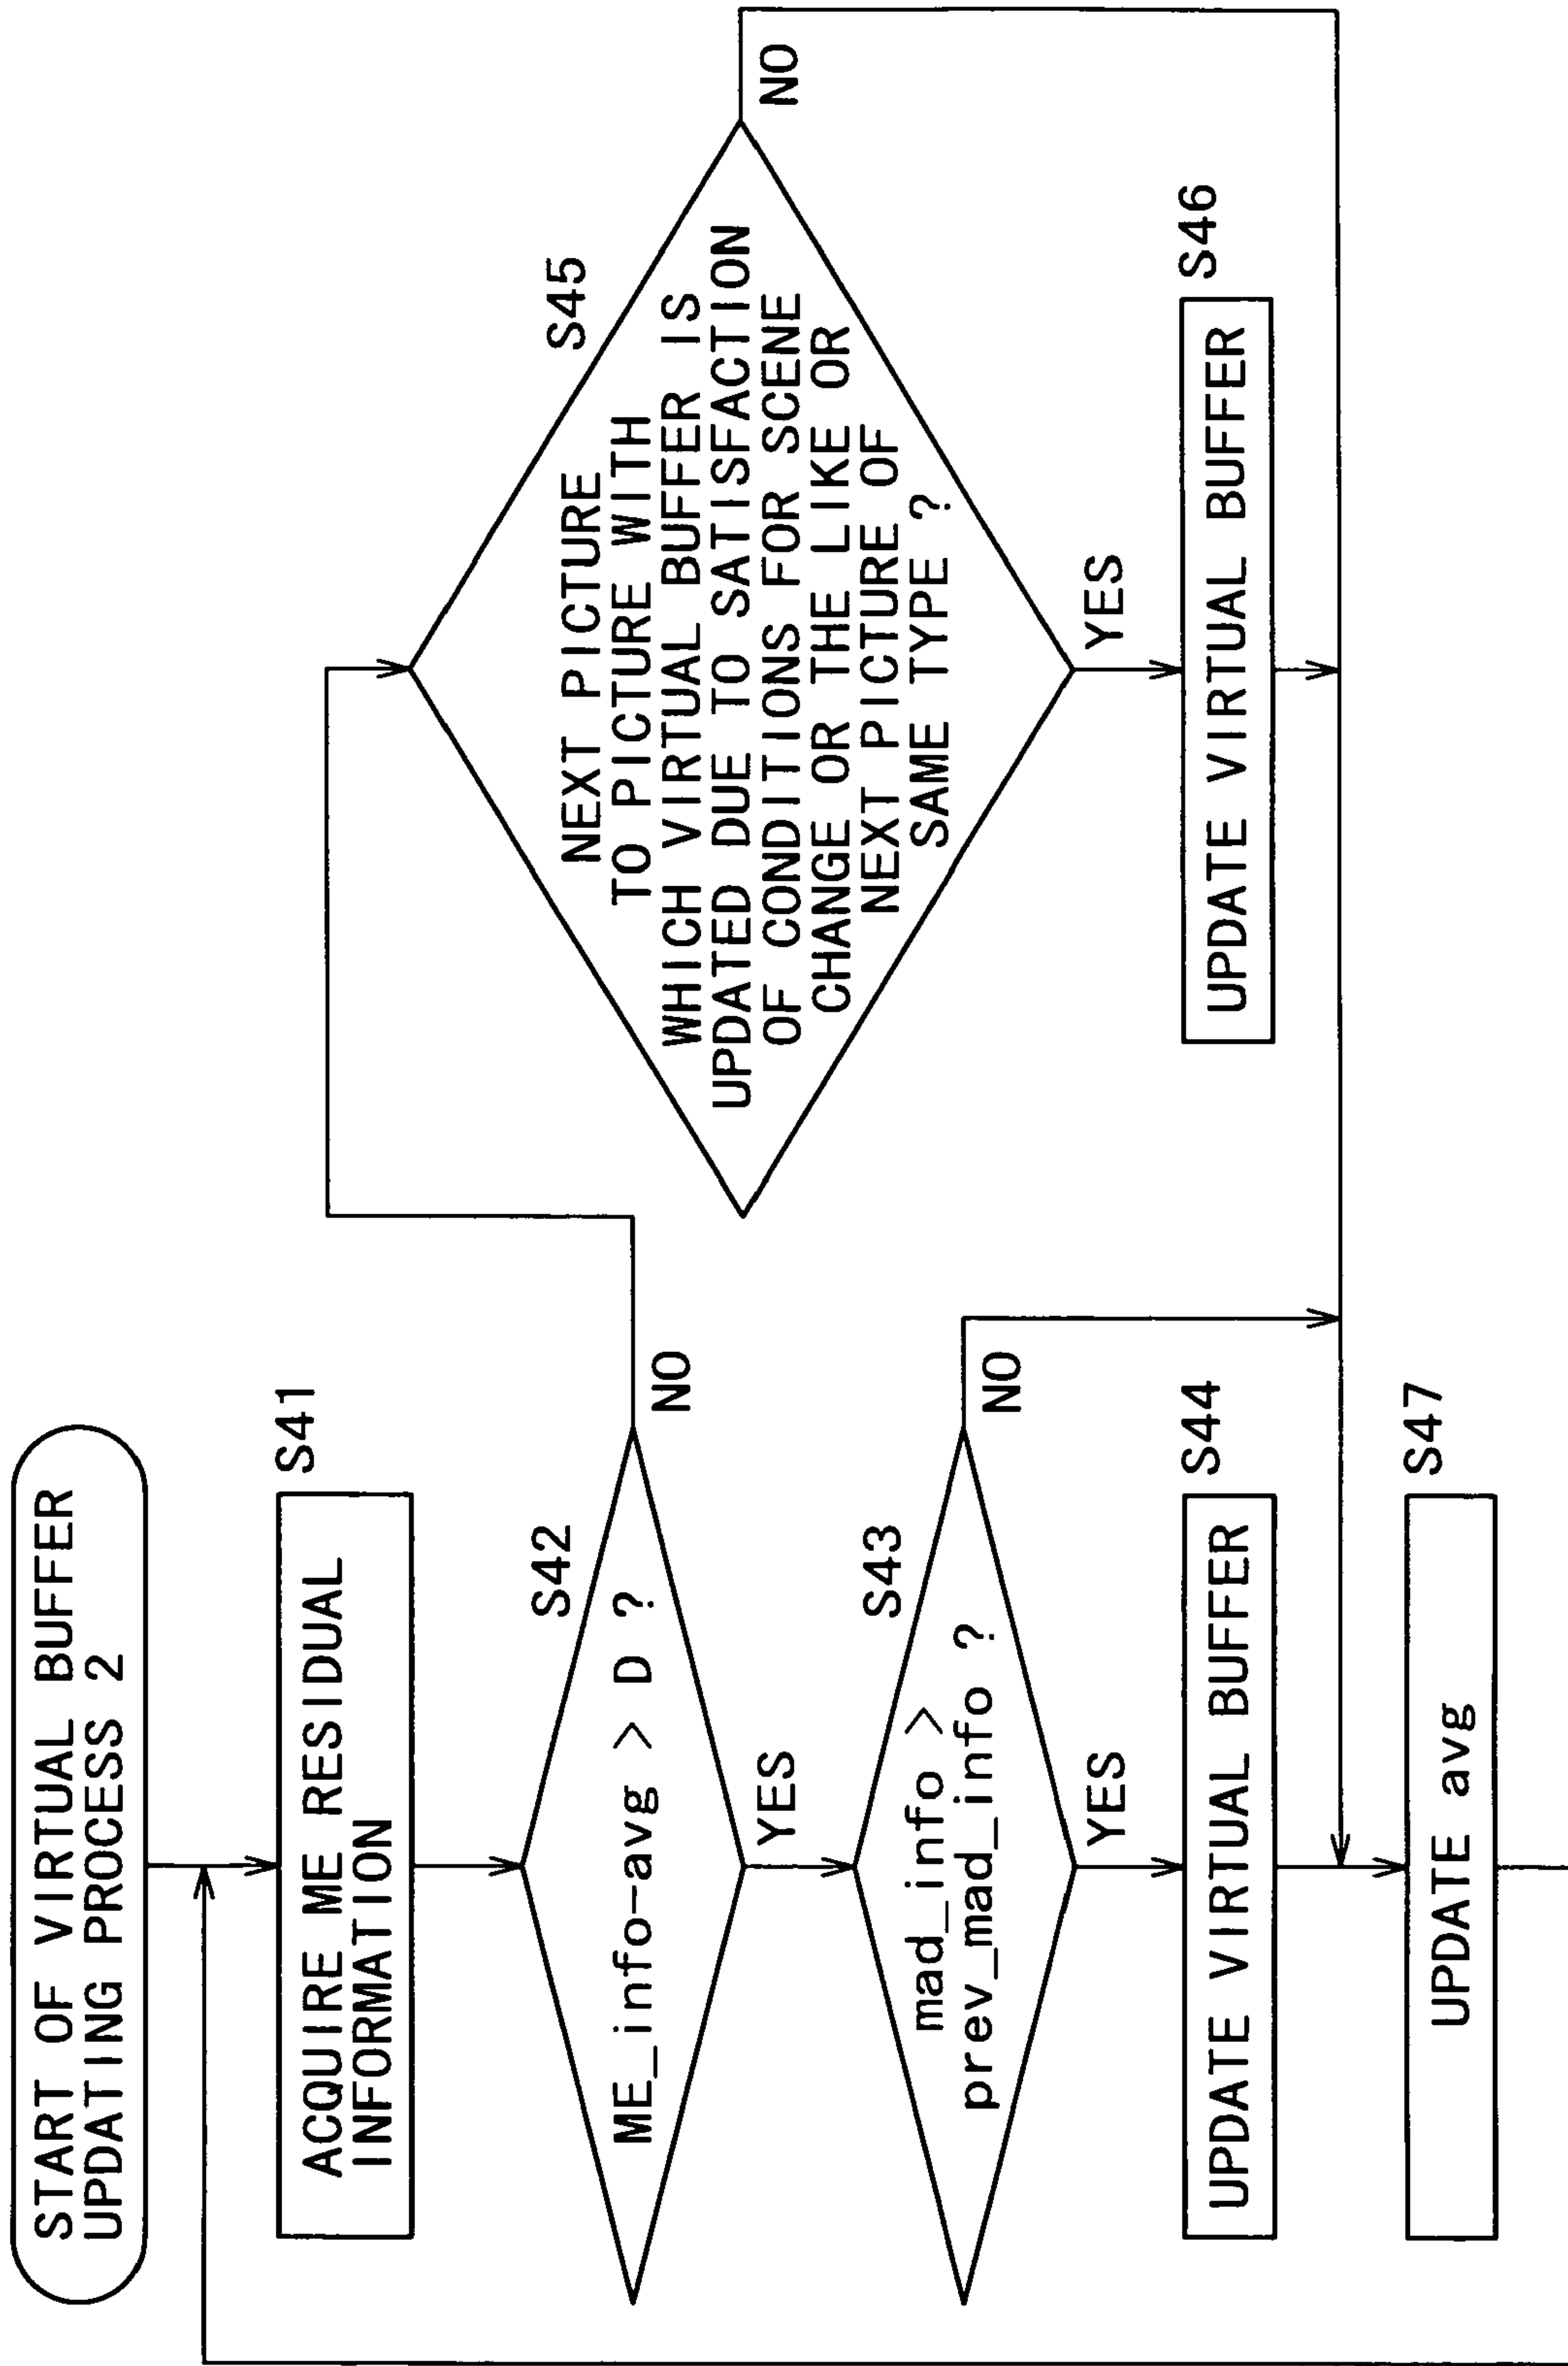 START OF VIRTUAL BUFFER
UPDATING PROCESS 2
S41
ACQUIRE ME RESIDUAL
INFORMATION
S42
ME_info-avg > D ?
NO
YES
S43
mad_info >
prev_mad_info ?
NO
YES
S44
UPDATE VIRTUAL BUFFER
S45
NEXT PICTURE
TO PICTURE WITH
WHICH VIRTUAL BUFFER IS
UPDATED DUE TO SATISFACTION
OF CONDITIONS FOR SCENE
CHANGE OR THE LIKE OR
NEXT PICTURE OF
SAME TYPE ?
NO
YES
S46
UPDATE VIRTUAL BUFFER
S47
UPDATE avg